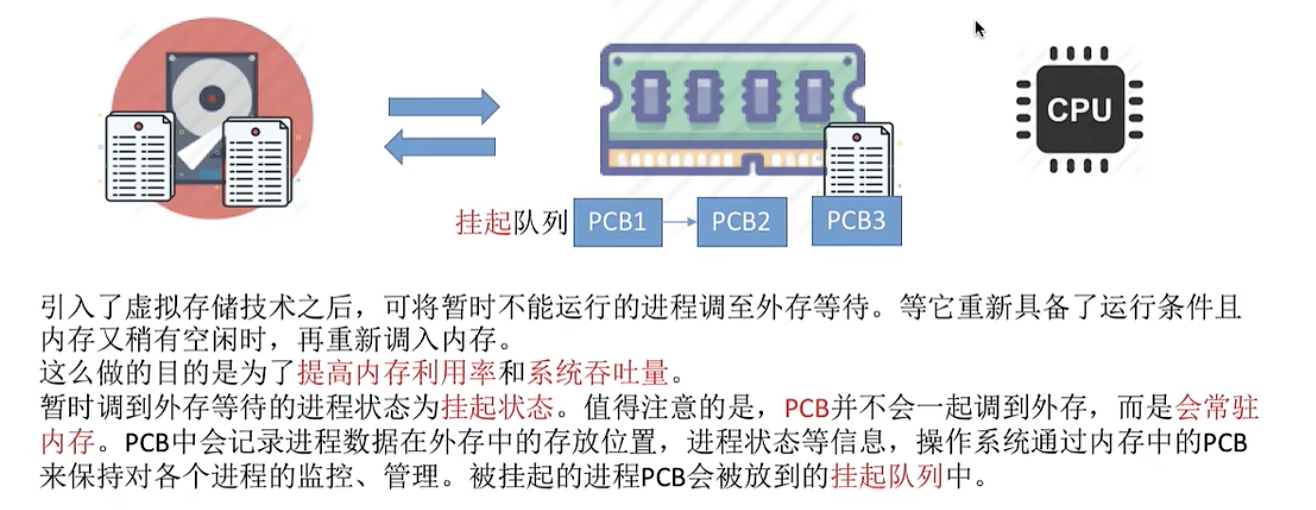 CPU
挂起队列 PCB1 PCB2 PCB3
引入了虚拟存储技术之后，可将暂时不能运行的进程调至外存等待。等它重新具备了运行条件且
内存又稍有空闲时，再重新调入内存。
这么做的目的是为了提高内存利用率和系统吞吐量。
暂时调到外存等待的进程状态为挂起状态。值得注意的是，PCB并不会一起调到外存，而是会常驻
内存。PCB中会记录进程数据在外存中的存放位置，进程状态等信息，操作系统通过内存中的PCB
来保持对各个进程的监控、管理。被挂起的进程PCB会被放到的挂起队列中。